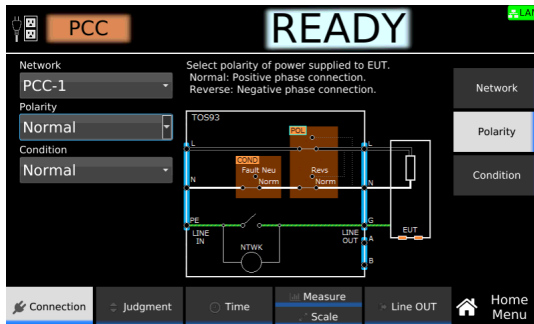 PCC
READY
LAN
Network
PCC-1
Polarity
Normal
Condition
Normal
Select polarity of power supplied to EUT.
Normal: Positive phase connection.
Reverse: Negative phase connection.
TOS93
POL
L
L
COND
Fault Neu
Revs
N
Norm
Norm
N
PE
G
LINE
IN
NTWK
LINE
OUT
A
B
EUT
Network
Polarity
Condition
Connection
Judgment
Time
Measure
Scale
Line OUT
Home
Menu